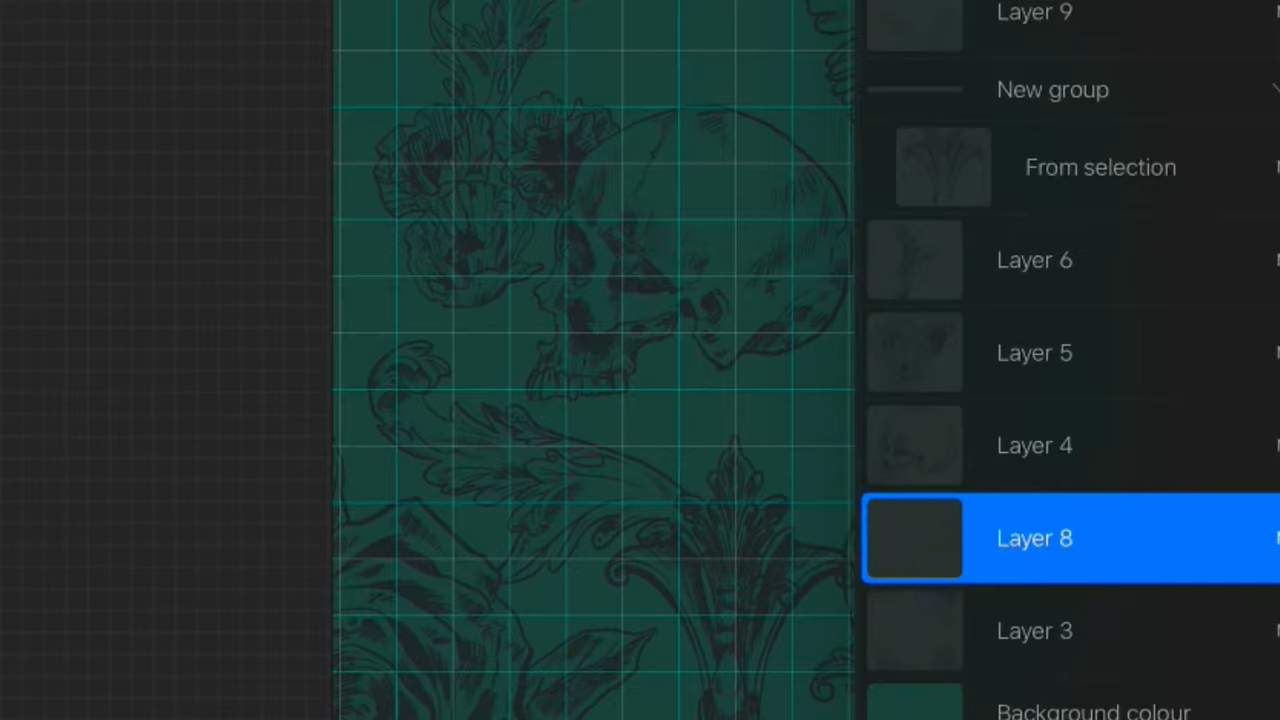 Layer 9
New group
From selection
Layer 6
Layer 5
Layer 4
Layer 8
Layer 3
Background colour